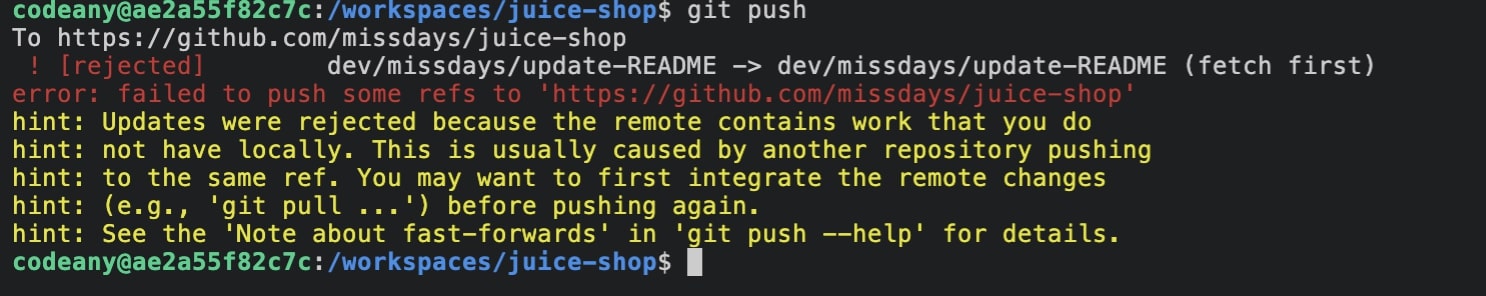 codeany@ae2a55f82c7c:/workspaces/juice-shop$ git push
To https://github.com/missdays/juice-shop
 ! [rejected]        dev/missdays/update-README -> dev/missdays/update-README (fetch first)
error: failed to push some refs to 'https://github.com/missdays/juice-shop'
hint: Updates were rejected because the remote contains work that you do
hint: not have locally. This is usually caused by another repository pushing
hint: to the same ref. You may want to first integrate the remote changes
hint: (e.g., 'git pull ...') before pushing again.
hint: See the 'Note about fast-forwards' in 'git push --help' for details.
codeany@ae2a55f82c7c:/workspaces/juice-shop$